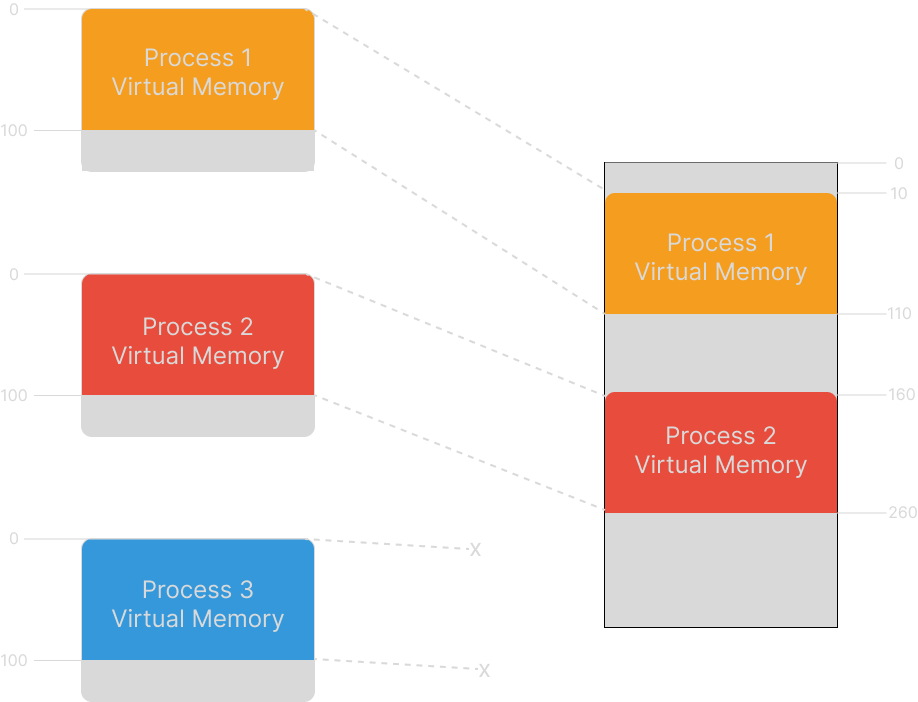 0
Process 1
Virtual Memory
100
0
Process 2
Virtual Memory
100
0
Process 3
Virtual Memory
100
X
X
0
10
Process 1
Virtual Memory
110
160
Process 2
Virtual Memory
260